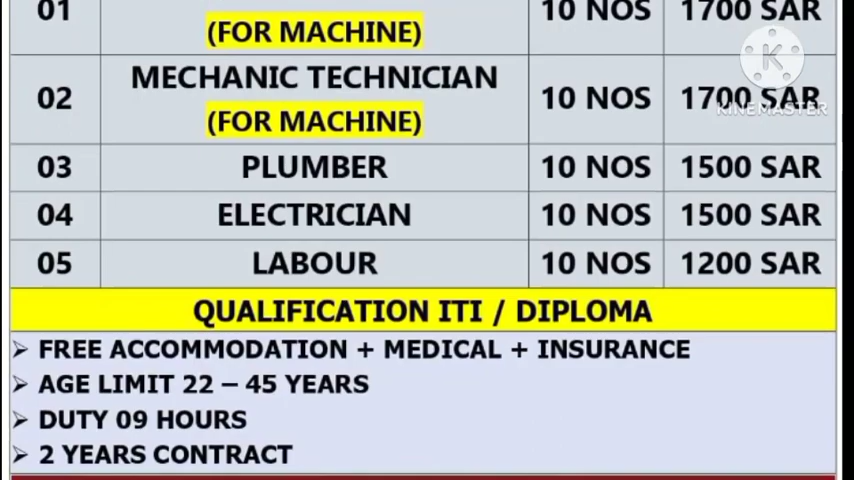 01
(FOR MACHINE)
10 NOS
1700 SAR
02
MECHANIC TECHNICIAN
(FOR MACHINE)
10 NOS
1700 SAR
K
KINEMASTER
03 PLUMBER 10 NOS 1500 SAR
04 ELECTRICIAN 10 NOS 1500 SAR
05 LABOUR 10 NOS 1200 SAR
QUALIFICATION ITI / DIPLOMA
➢ FREE ACCOMMODATION + MEDICAL + INSURANCE
➢ AGE LIMIT 22 – 45 YEARS
➢ DUTY 09 HOURS
➢ 2 YEARS CONTRACT